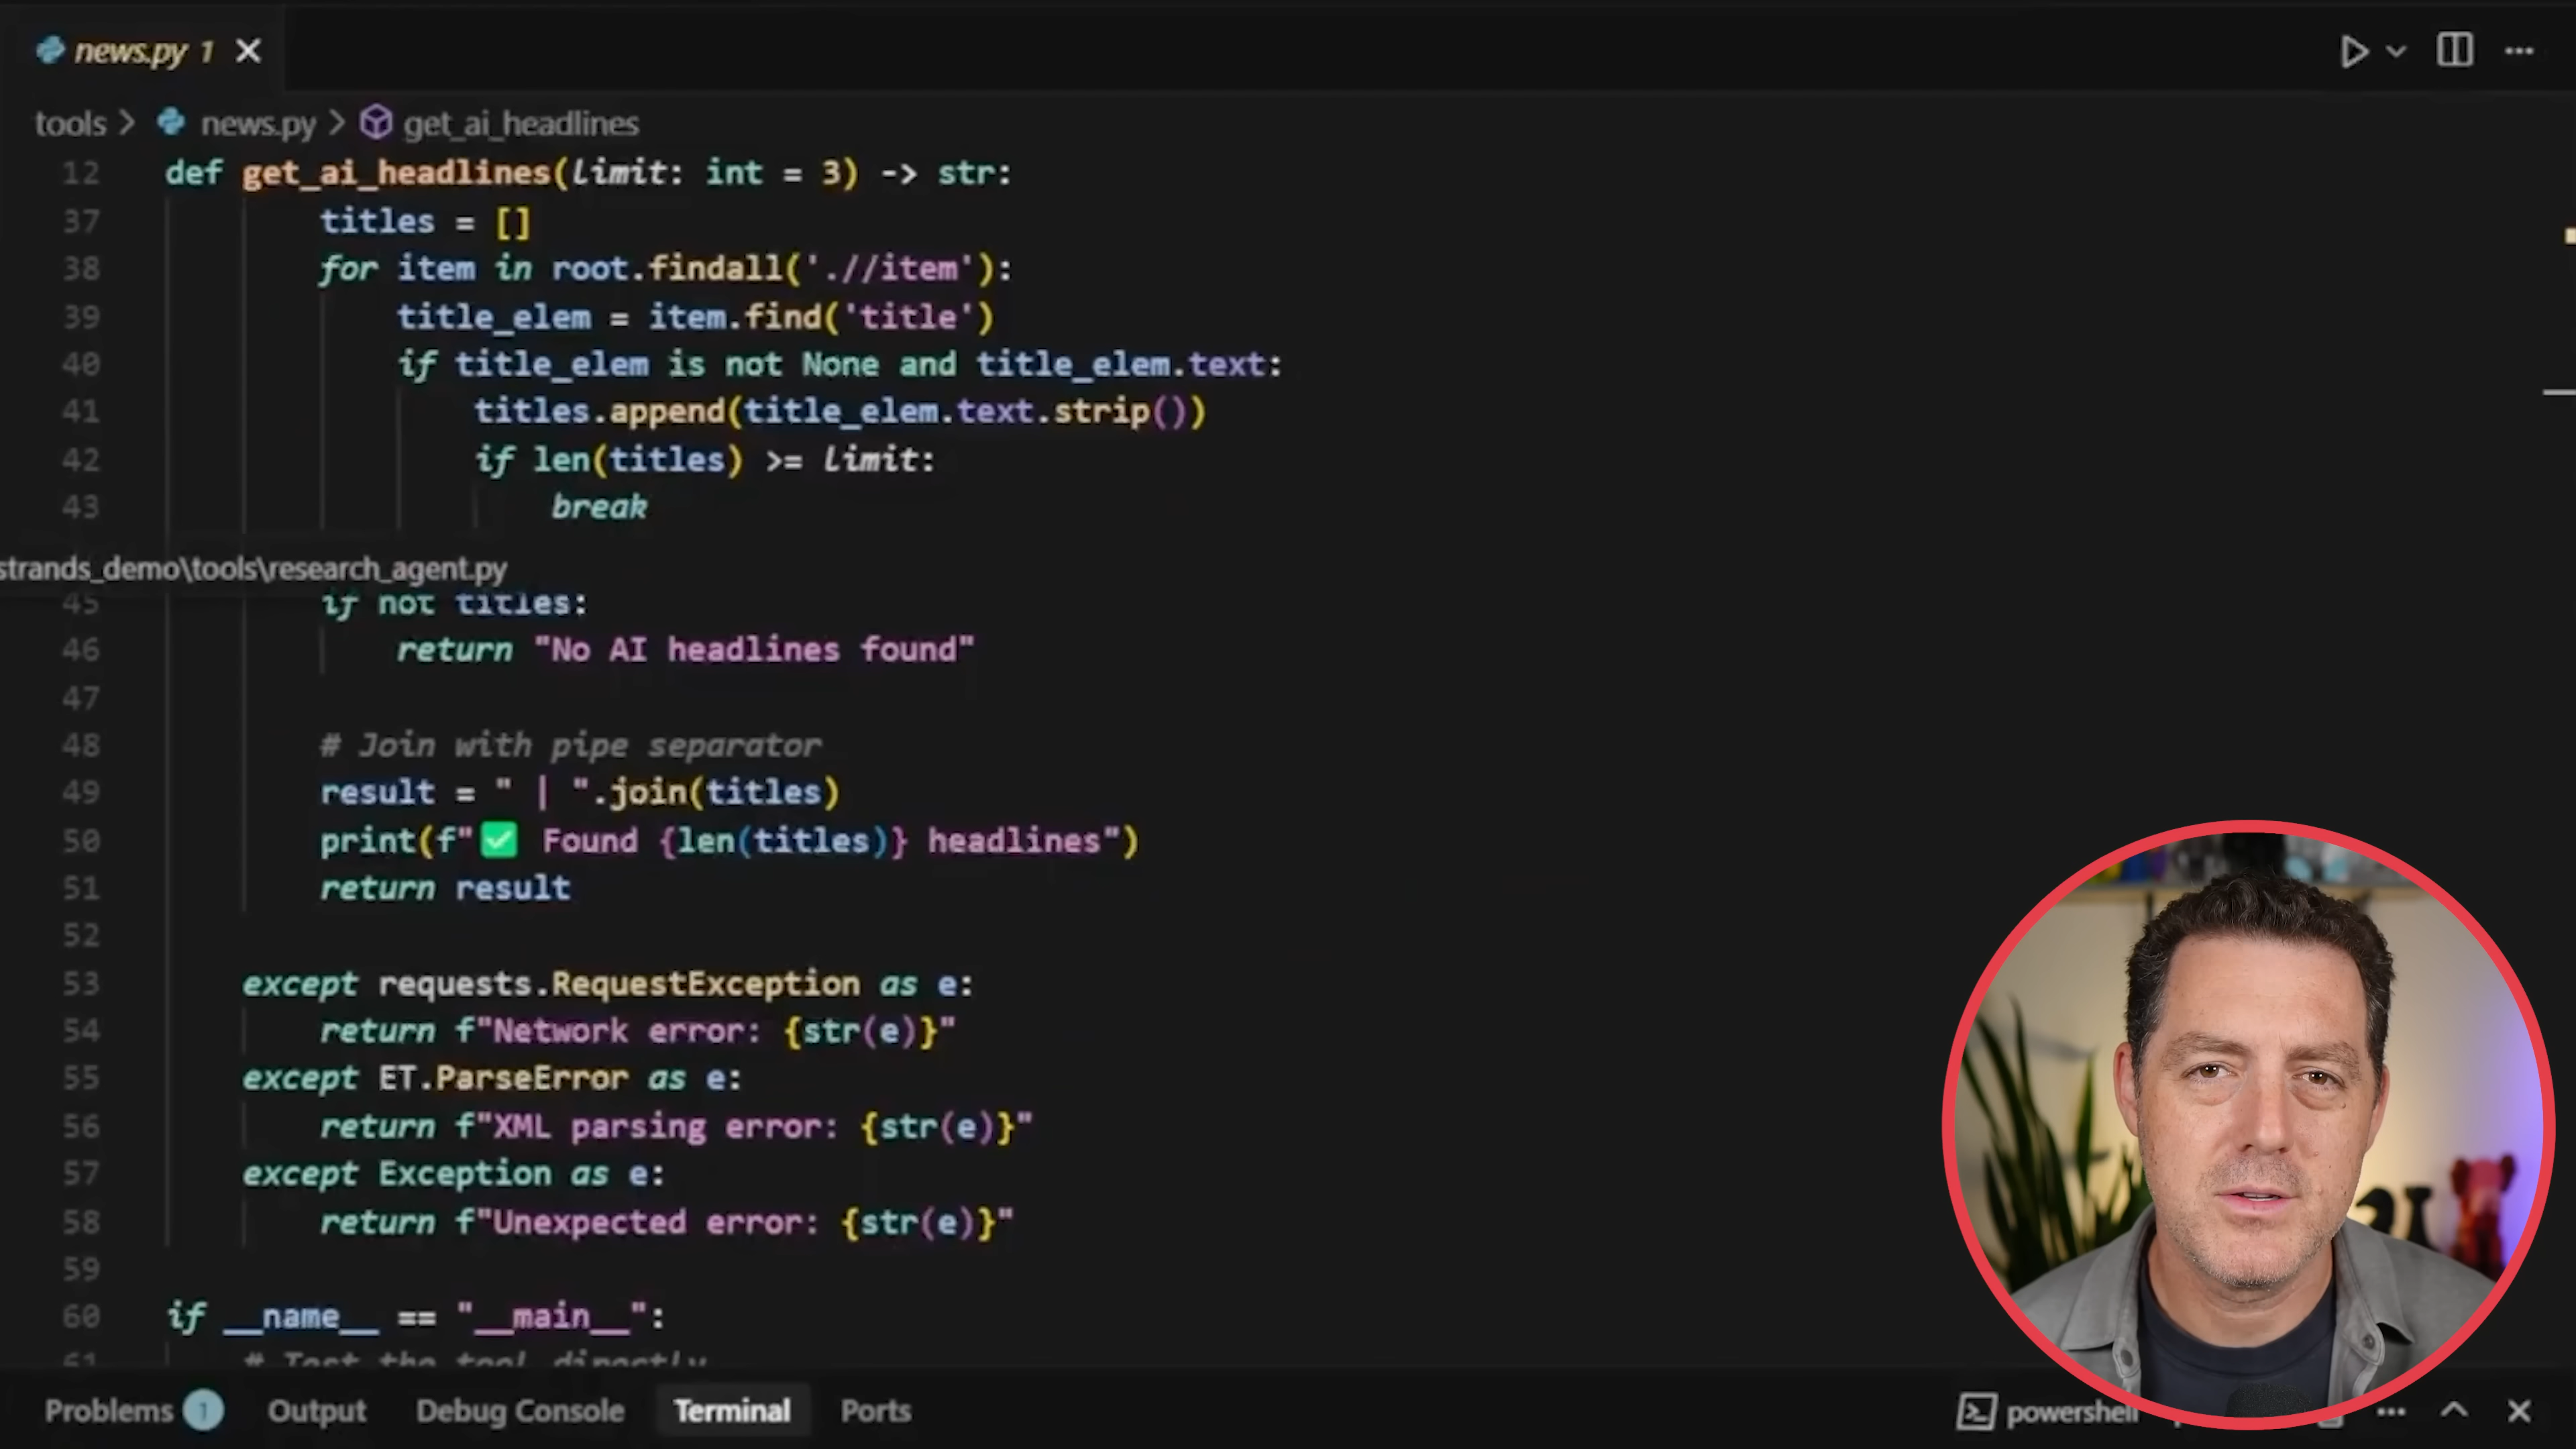 news.py 1
tools > news.py > get_ai_headlines
12 def get_ai_headlines(limit: int = 3) -> str:
37 titles = []
38 for item in root.findall('.//item'):
39 title_elem = item.find('title')
40 if title_elem is not None and title_elem.text:
41 titles.append(title_elem.text.strip())
42 if len(titles) >= limit:
43 break
strands_demo\tools\research_agent.py
45 if not titles:
46 return "No AI headlines found"
47
48 # Join with pipe separator
49 result = " | ".join(titles)
50 print(f"✅ Found {len(titles)} headlines")
51 return result
52
53 except requests.RequestException as e:
54 return f"Network error: {str(e)}"
55 except ET.ParseError as e:
56 return f"XML parsing error: {str(e)}"
57 except Exception as e:
58 return f"Unexpected error: {str(e)}"
59
60 if __name__ == "__main__":
61 # Test the tool directly
Problems 1 Output Debug Console Terminal Ports powershell